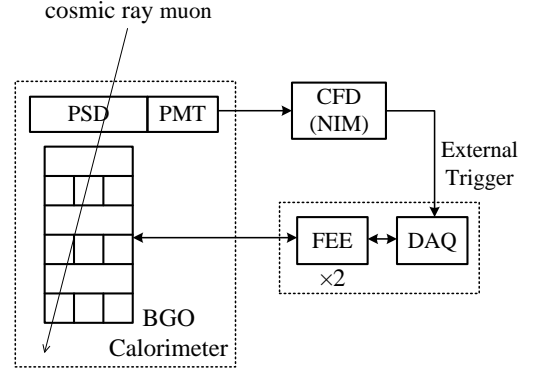 cosmic ray muon
PSD
PMT
CFD
(NIM)
External
Trigger
FEE
DAQ
×2
BGO
Calorimeter